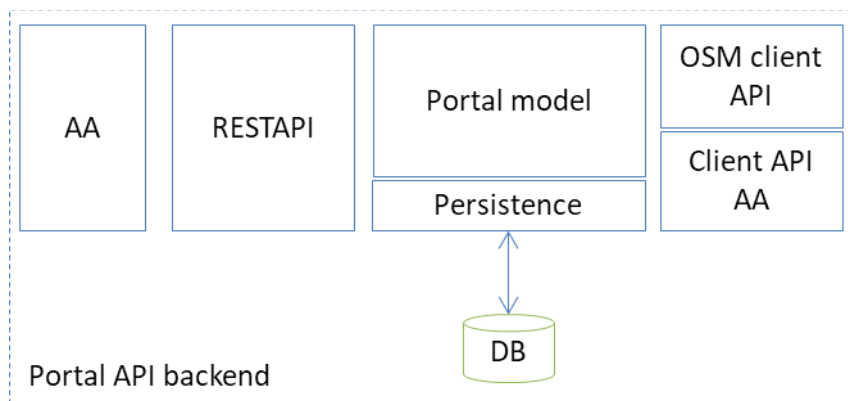 AA
RESTAPI
Portal model
Persistence
OSM client
API
Client API
AA
DB
Portal API backend